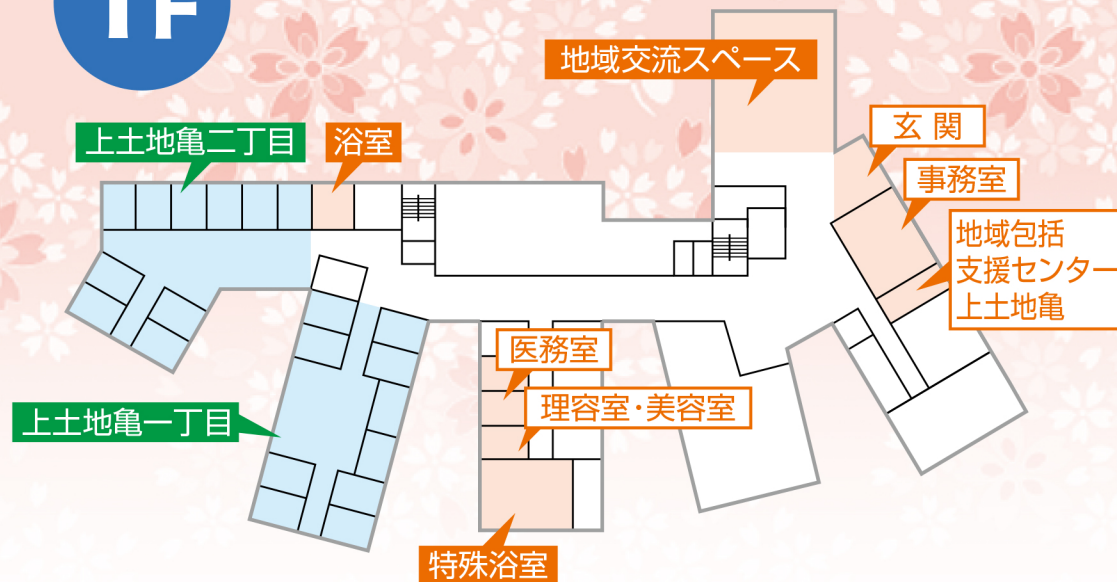 1F
地域交流スペース
玄関
上土地亀二丁目
浴室
事務室
地域包括
支援センター
上土地亀
医務室
理容室・美容室
上土地亀一丁目
特殊浴室